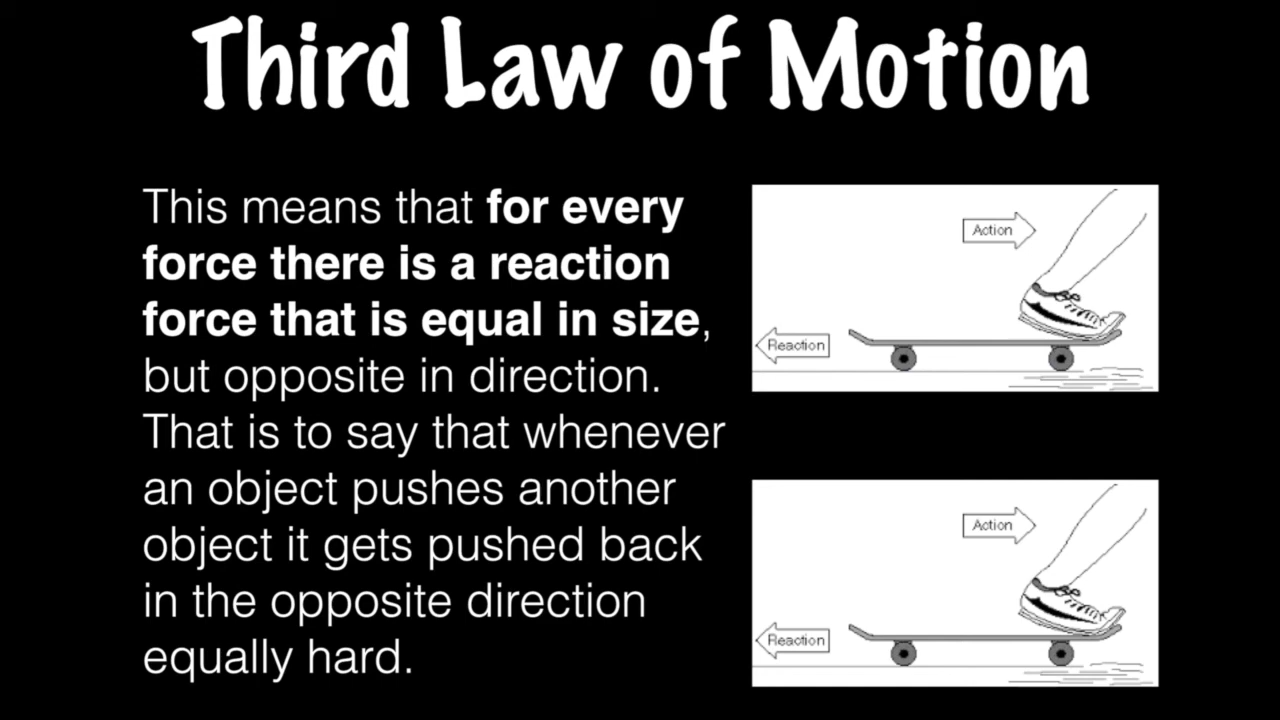 Third Law of Motion
This means that for every
force there is a reaction
force that is equal in size,
but opposite in direction.
That is to say that whenever
an object pushes another
object it gets pushed back
in the opposite direction
equally hard.
Action
Reaction
Action
Reaction